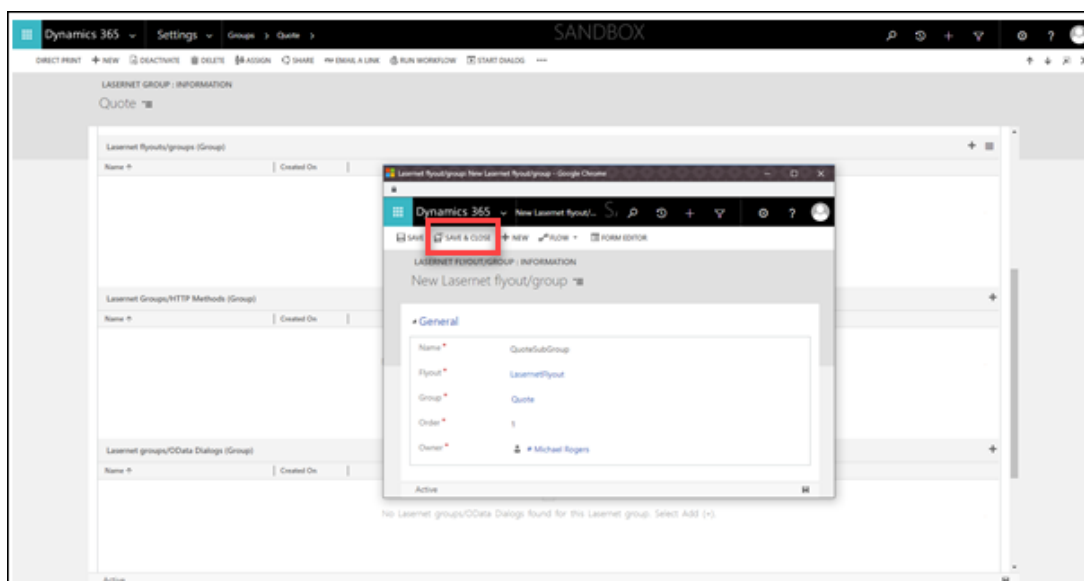 Dynamics 365 Settings Groups > Quote > SANDBOX ?
DIRECT PRINT + NEW DEACTIVATE DELETE ASSIGN SHARE EMAIL A LINK RUN WORKFLOW START DIALOG ...
LASERNET GROUP : INFORMATION
Quote
Lasernet flyouts/groups (Group)
Name ↑ Created On
Lasernet flyout/group: New Lasernet flyout/group - Google Chrome
Dynamics 365 New Lasernet flyout/... ?
SAVE SAVE & CLOSE + NEW FLOW FORM EDITOR
LASERNET FLYOUT/GROUP : INFORMATION
New Lasernet flyout/group
General
Name * QuoteSubGroup
Flyout * LasernetFlyout
Group * Quote
Order * 1
Owner * # Michael Rogers
Active
Lasernet Groups/HTTP Methods (Group)
Name ↑ Created On
Lasernet groups/OData Dialogs (Group)
Name ↑ Created On
No Lasernet groups/OData Dialogs found for this Lasernet group. Select Add (+).
Active